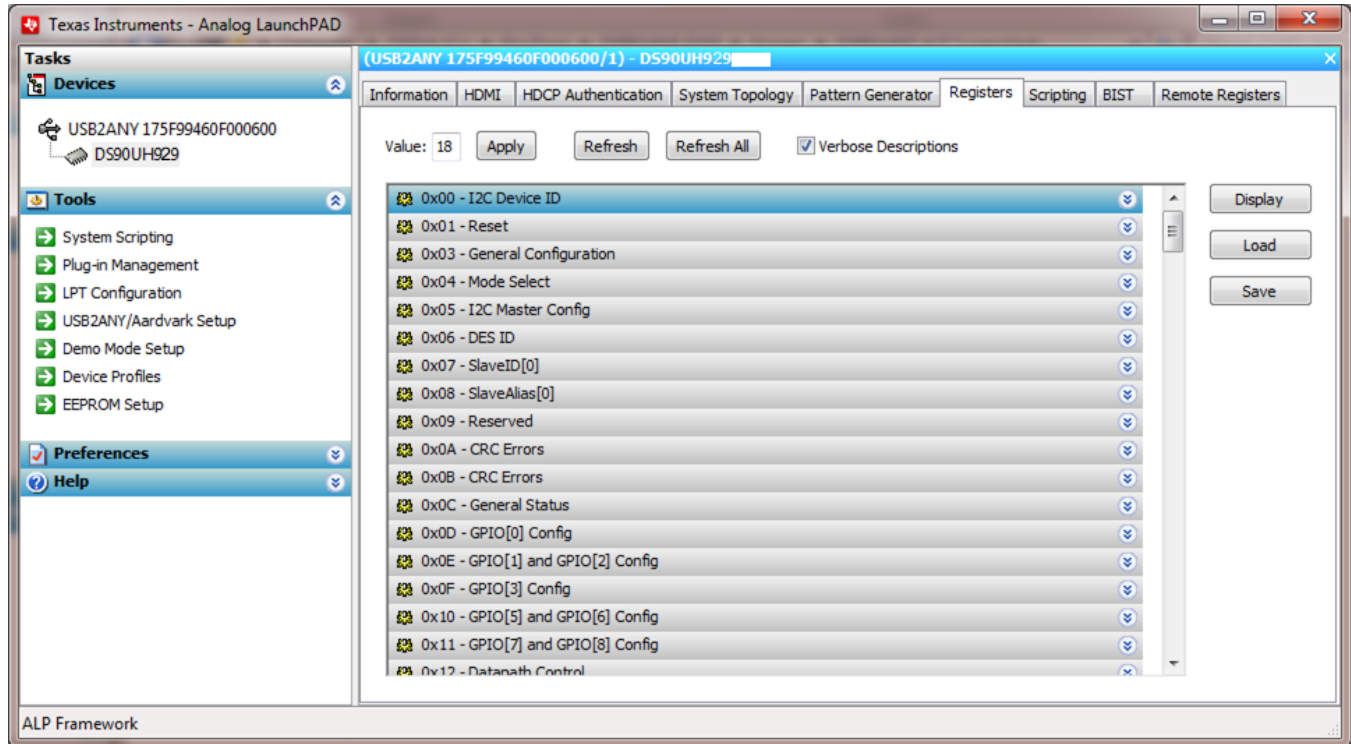 Texas Instruments - Analog LaunchPAD
Tasks
Devices
USB2ANY 175F99460F000600
DS90UH929
Tools
System Scripting
Plug-in Management
LPT Configuration
USB2ANY/Aardvark Setup
Demo Mode Setup
Device Profiles
EEPROM Setup
Preferences
Help
(USB2ANY 175F99460F000600/1) - DS90UH929
Information HDMI HDCP Authentication System Topology Pattern Generator Registers Scripting BIST Remote Registers
Value: 18 Apply Refresh Refresh All Verbose Descriptions
0x00 - I2C Device ID
0x01 - Reset
0x03 - General Configuration
0x04 - Mode Select
0x05 - I2C Master Config
0x06 - DES ID
0x07 - SlaveID[0]
0x08 - SlaveAlias[0]
0x09 - Reserved
0x0A - CRC Errors
0x0B - CRC Errors
0x0C - General Status
0x0D - GPIO[0] Config
0x0E - GPIO[1] and GPIO[2] Config
0x0F - GPIO[3] Config
0x10 - GPIO[5] and GPIO[6] Config
0x11 - GPIO[7] and GPIO[8] Config
0x12 - Datapath Control
Display
Load
Save
ALP Framework